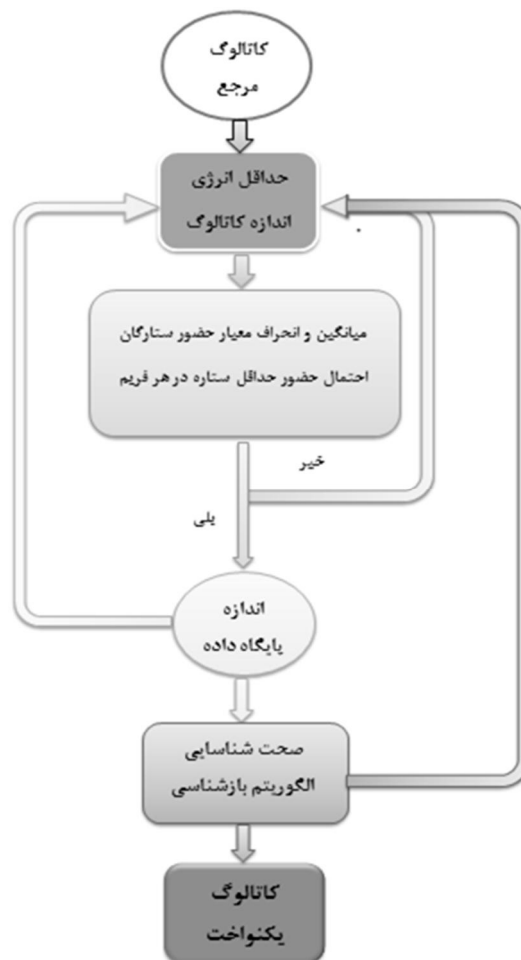 کاتالوگ
مرجع
حداقل انرژی
اندازه کاتالوگ
میانگین و انحراف معیار حضور ستارگان
احتمال حضور حداقل ستاره در هر فریم
خیر
یلی
اندازه
پایگاه داده
صحت شناسایی
الگوریتم بازشناسی
کاتالوگ
یکنواخت